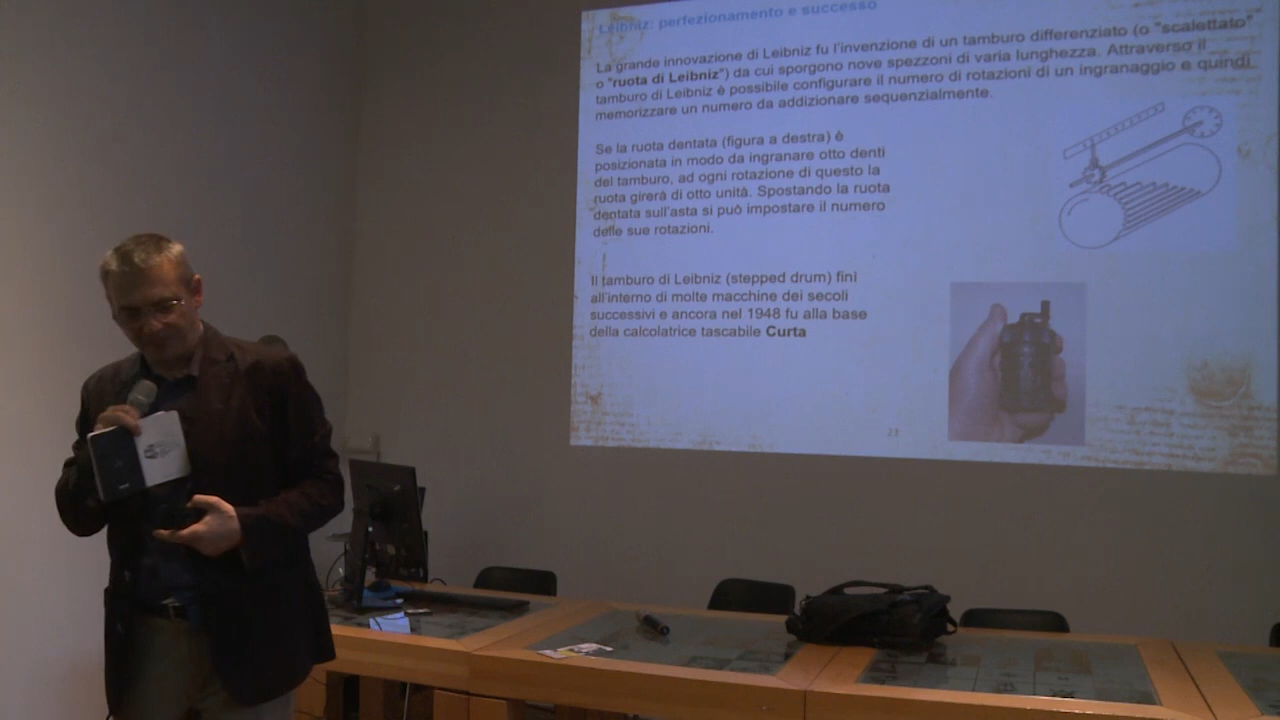 Leibniz: perfezionamento e successo
La grande innovazione di Leibniz fu l'invenzione di un tamburo differenziato (o "scalettato"
o "ruota di Leibniz") da cui sporgono nove spezzoni di varia lunghezza. Attraverso il
tamburo di Leibniz è possibile configurare il numero di rotazioni di un ingranaggio e quindi
memorizzare un numero da addizionare sequenzialmente.
Se la ruota dentata (figura a destra) è
posizionata in modo da ingranare otto denti
del tamburo, ad ogni rotazione di questo la
ruota girerà di otto unità. Spostando la ruota
dentata sull'asta si può impostare il numero
delle sue rotazioni.
Il tamburo di Leibniz (stepped drum) finì
all'interno di molte macchine dei secoli
successivi e ancora nel 1948 fu alla base
della calcolatrice tascabile Curta